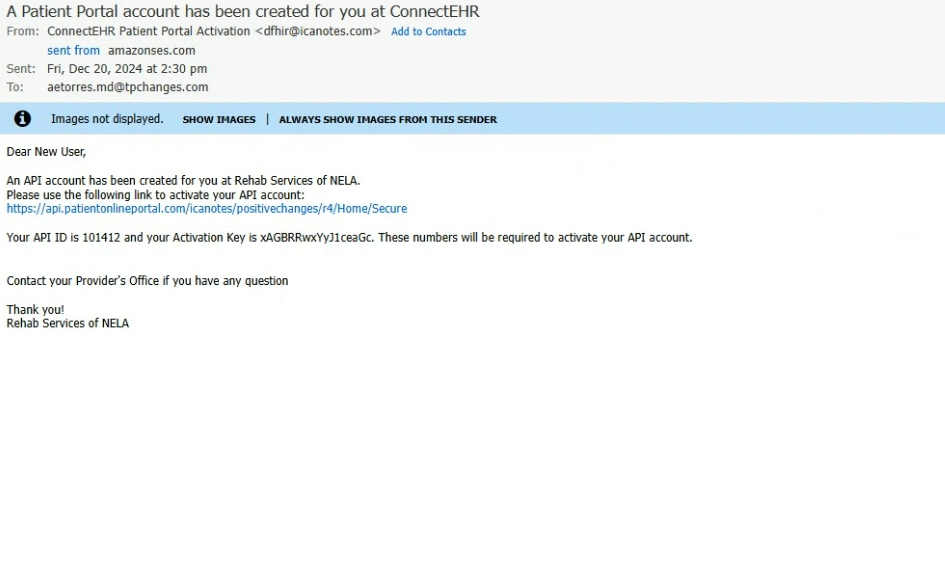 A Patient Portal account has been created for you at ConnectEHR
From: ConnectEHR Patient Portal Activation <dfhir@icanotes.com> Add to Contacts
sent from amazonses.com
Sent: Fri, Dec 20, 2024 at 2:30 pm
To: aetorres.md@tpchanges.com
Images not displayed. SHOW IMAGES | ALWAYS SHOW IMAGES FROM THIS SENDER
Dear New User,
An API account has been created for you at Rehab Services of NELA.
Please use the following link to activate your API account:
https://api.patientonlineportal.com/icanotes/positivechanges/r4/Home/Secure
Your API ID is 101412 and your Activation Key is xAGBRRwxYyJ1ceaGc. These numbers will be required to activate your API account.
Contact your Provider's Office if you have any question
Thank you!
Rehab Services of NELA